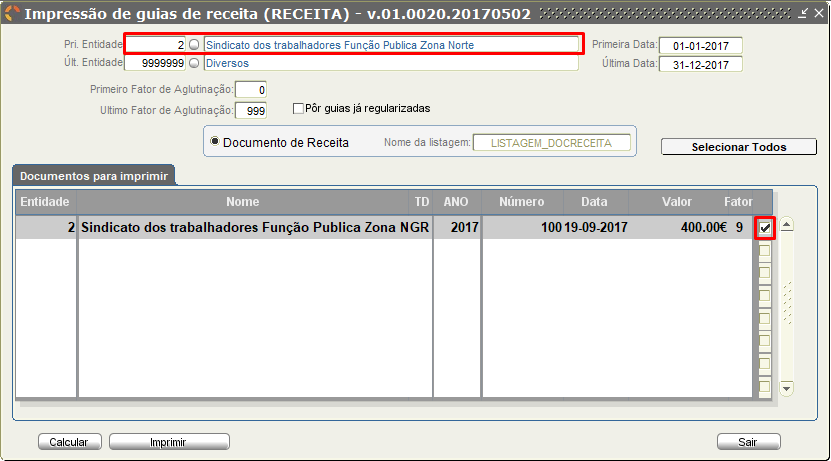 Impressão de guias de receita (RECEITA) - v.01.0020.20170502
Pri. Entidade 2 Sindicato dos trabalhadores Função Publica Zona Norte Primeira Data: 01-01-2017
Últ. Entidade 9999999 Diversos Última Data: 31-12-2017
Primeiro Fator de Aglutinação: 0
Ultimo Fator de Aglutinação: 999 Pôr guias já regularizadas
Documento de Receita Nome da listagem: LISTAGEM_DOCRECEITA Selecionar Todos
Documentos para imprimir
Entidade Nome TD ANO Número Data Valor Fator
2 Sindicato dos trabalhadores Função Publica Zona N GR 2017 100 19-09-2017 400.00€ 9
Calcular Imprimir Sair